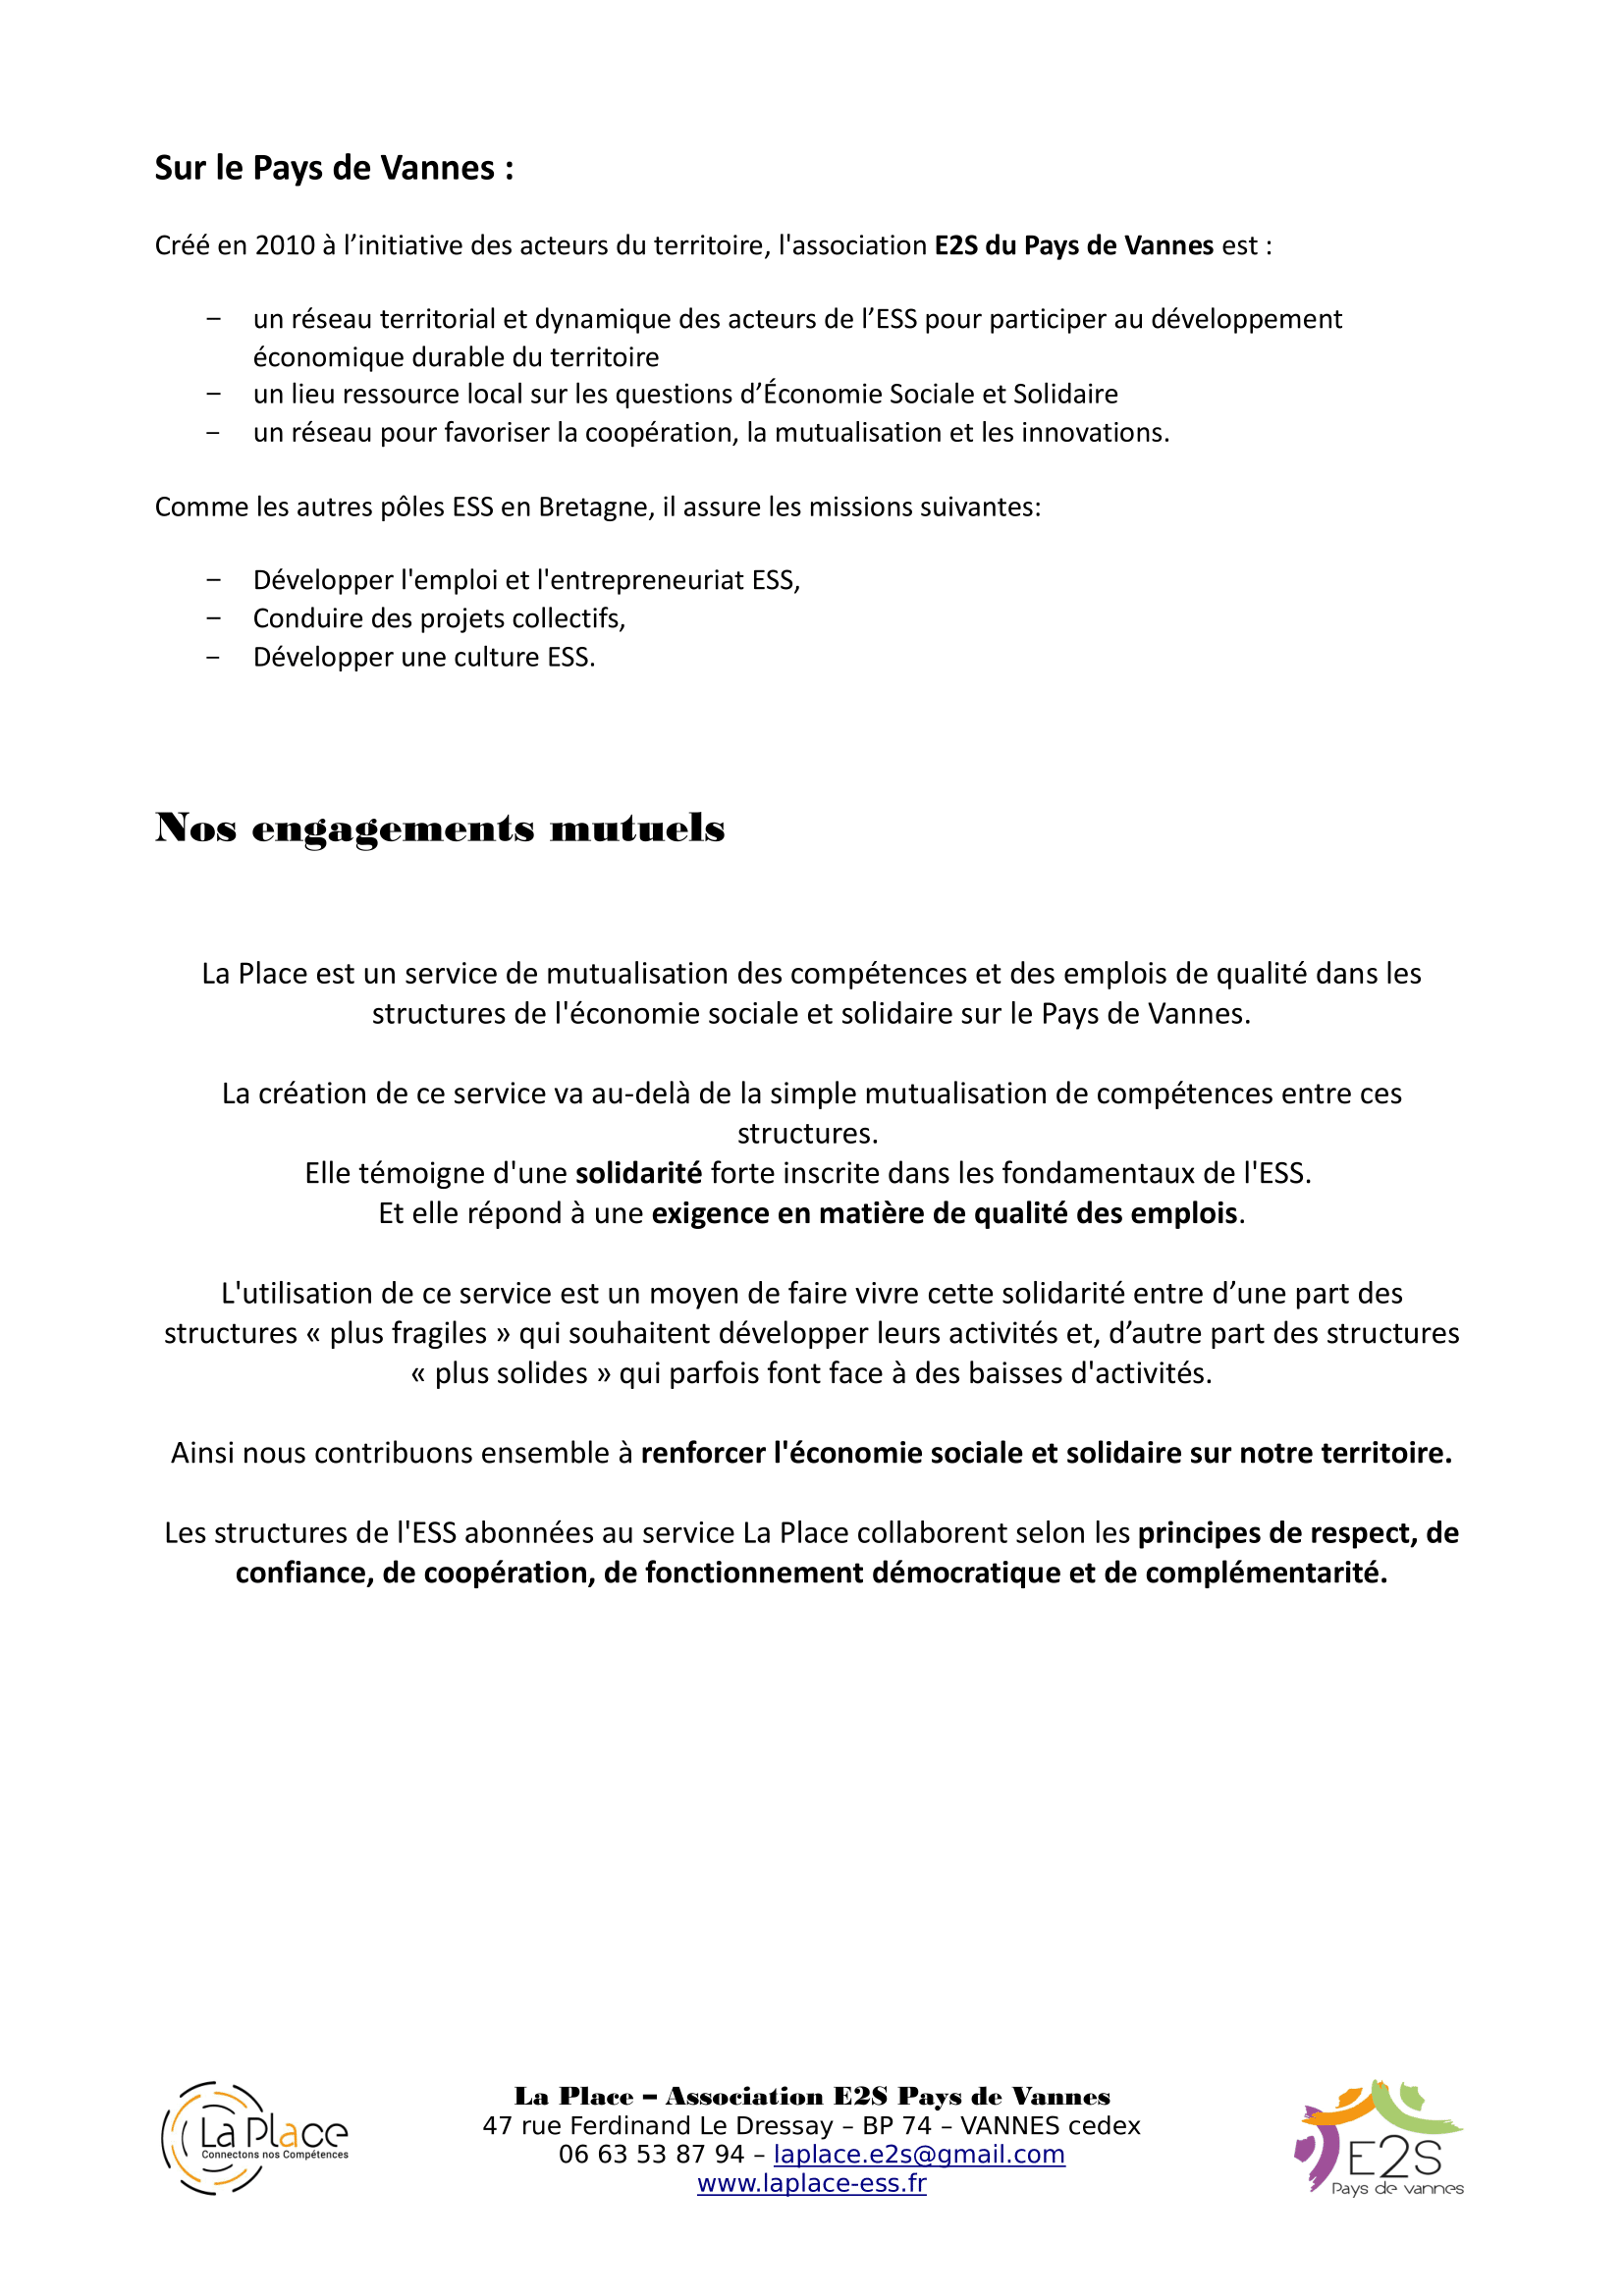 Sur le Pays de Vannes :
Créé en 2010 à l’initiative des acteurs du territoire, l'association E2S du Pays de Vannes est :
− un réseau territorial et dynamique des acteurs de l’ESS pour participer au développement
économique durable du territoire
− un lieu ressource local sur les questions d’Économie Sociale et Solidaire
− un réseau pour favoriser la coopération, la mutualisation et les innovations.
Comme les autres pôles ESS en Bretagne, il assure les missions suivantes:
− Développer l'emploi et l'entrepreneuriat ESS,
− Conduire des projets collectifs,
− Développer une culture ESS.
Nos engagements mutuels
La Place est un service de mutualisation des compétences et des emplois de qualité dans les
structures de l'économie sociale et solidaire sur le Pays de Vannes.
La création de ce service va au-delà de la simple mutualisation de compétences entre ces
structures.
Elle témoigne d'une solidarité forte inscrite dans les fondamentaux de l'ESS.
Et elle répond à une exigence en matière de qualité des emplois.
L'utilisation de ce service est un moyen de faire vivre cette solidarité entre d’une part des
structures « plus fragiles » qui souhaitent développer leurs activités et, d’autre part des structures
« plus solides » qui parfois font face à des baisses d'activités.
Ainsi nous contribuons ensemble à renforcer l'économie sociale et solidaire sur notre territoire.
Les structures de l'ESS abonnées au service La Place collaborent selon les principes de respect, de
confiance, de coopération, de fonctionnement démocratique et de complémentarité.
La Place
Connectons nos Compétences
La Place – Association E2S Pays de Vannes
47 rue Ferdinand Le Dressay – BP 74 – VANNES cedex
06 63 53 87 94 – laplace.e2s@gmail.com
www.laplace-ess.fr
E2S
Pays de vannes